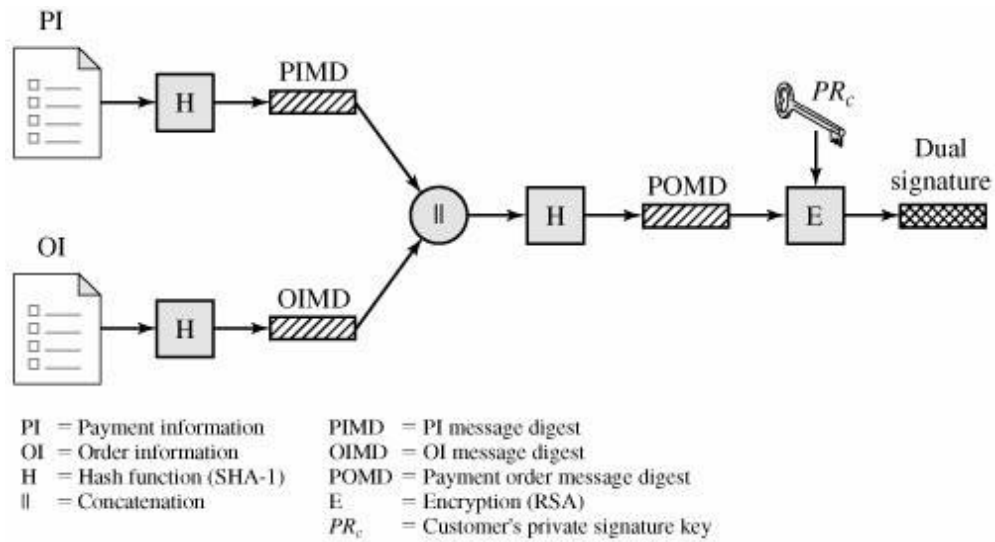 PI
PIMD
H
PRc
Dual
signature
POMD
||
H
E
OI
OIMD
H
PI = Payment information
OI = Order information
H = Hash function (SHA-1)
|| = Concatenation
PIMD = PI message digest
OIMD = OI message digest
POMD = Payment order message digest
E = Encryption (RSA)
PRc = Customer's private signature key